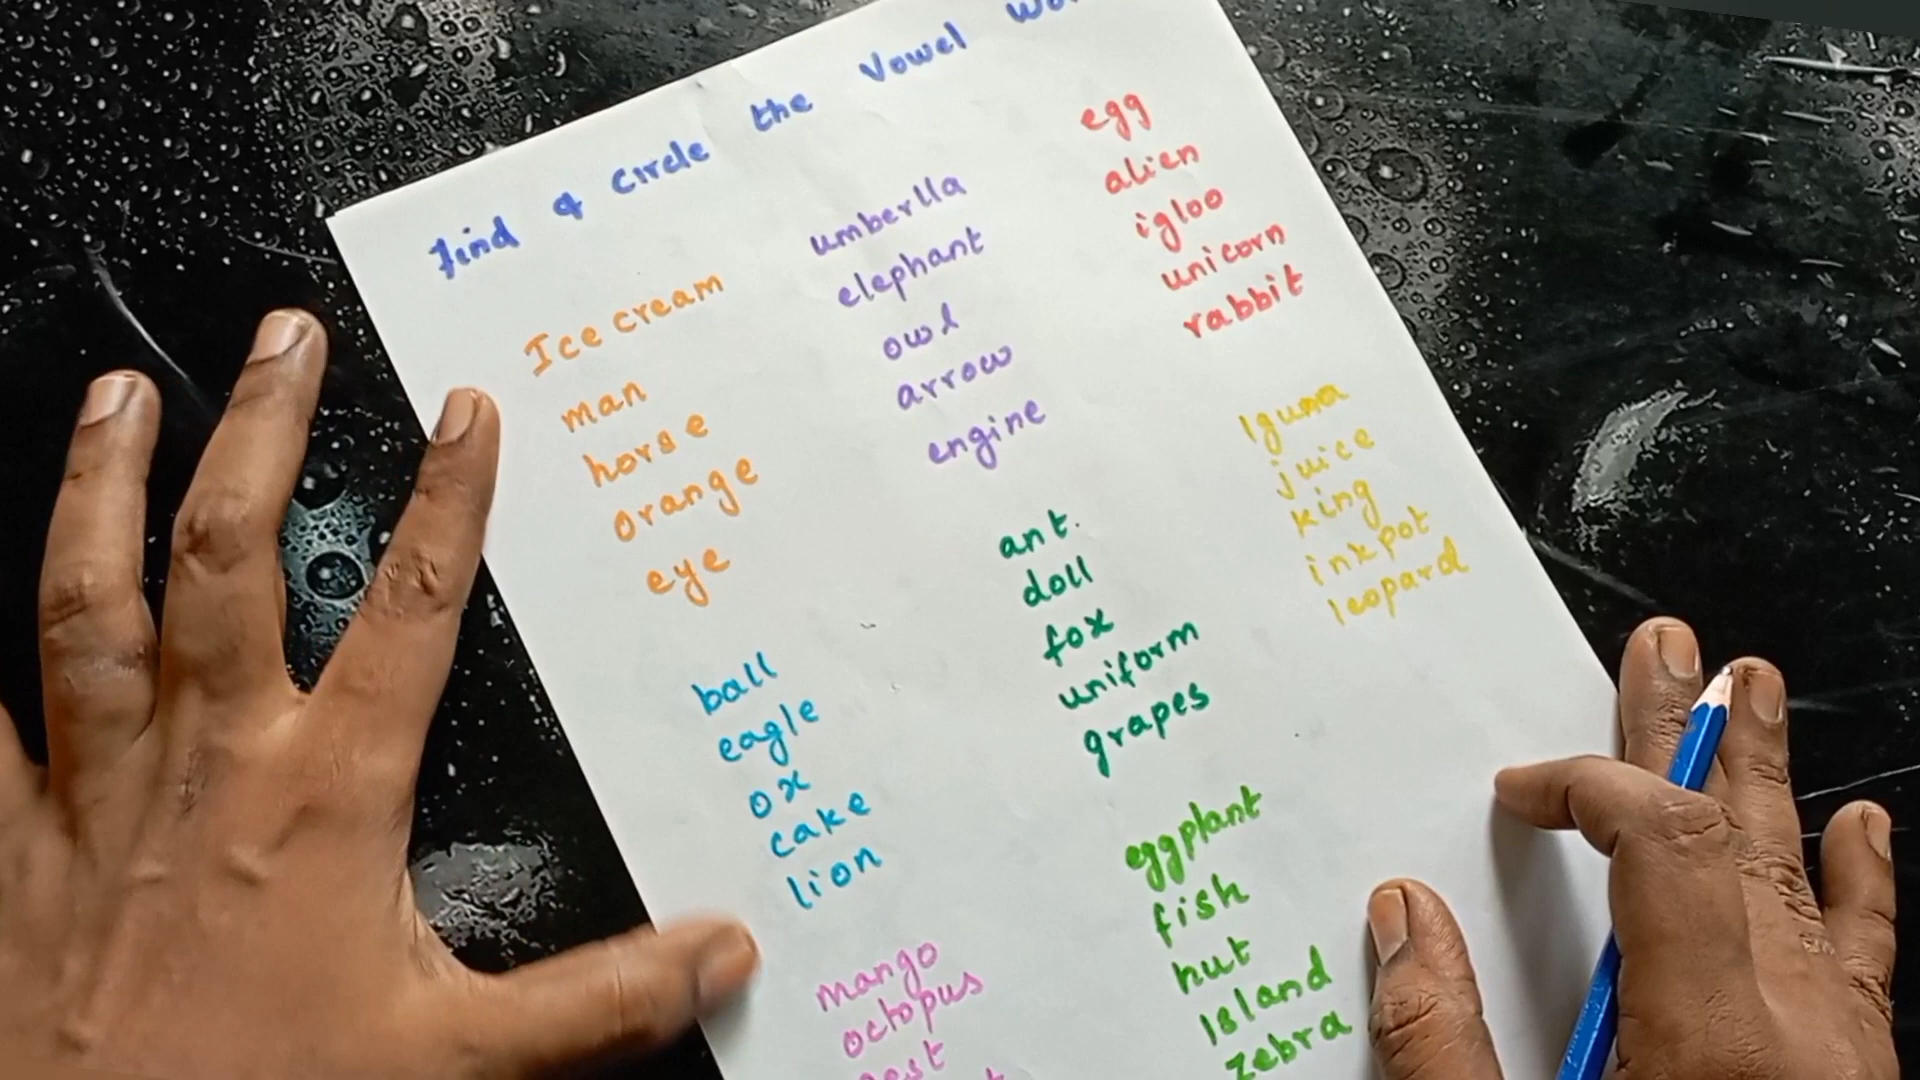 Find & Circle the Vowel
Ice cream
man
horse
orange
eye
umberlla
elephant
owl
arrow
engine
egg
alien
igloo
unicorn
rabbit
ball
eagle
ox
cake
lion
ant.
doll
fox
uniform
grapes
Iguna
juice
king
inkpot
leopard
mango
octopus
eggplant
fish
hut
Island
zebra